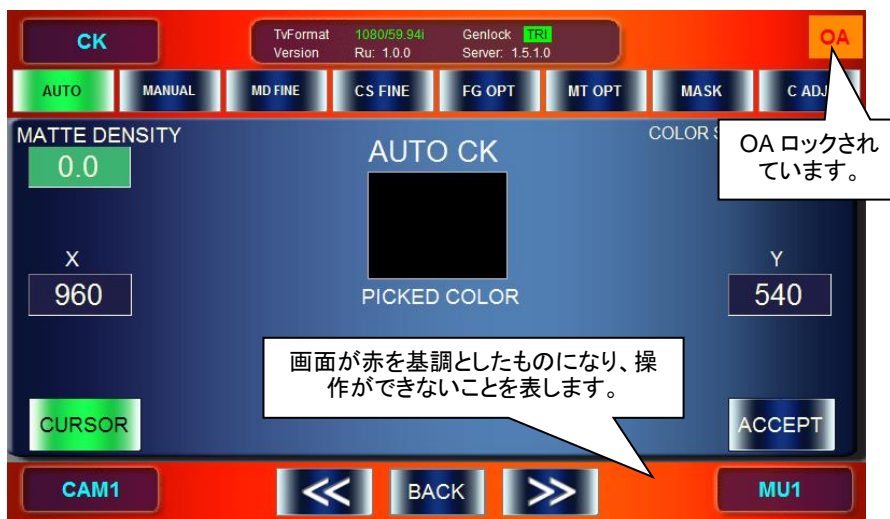 CK
TvFormat 1080/59.94i Genlock TRI
Version Ru: 1.0.0 Server: 1.5.1.0
OA
AUTO MANUAL MD FINE CS FINE FG OPT MT OPT MASK C ADJ
MATTE DENSITY
0.0
AUTO CK
COLOR
OA ロックされ
ています。
X
960
PICKED COLOR
Y
540
画面が赤を基調としたものになり、操
作ができないことを表します。
CURSOR
ACCEPT
CAM1
<< BACK >>
MU1